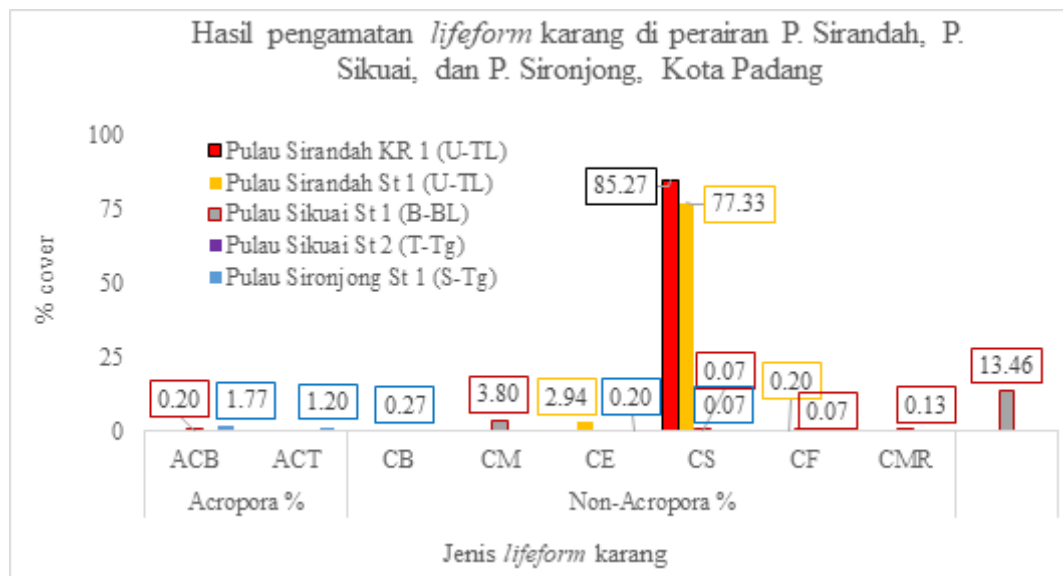 Hasil pengamatan lifeform karang di perairan P. Sirandah, P.
Sikuai, dan P. Sironjong, Kota Padang
100
75
50
25
0
% cover
Pulau Sirandah KR 1 (U-TL)
Pulau Sirandah St 1 (U-TL)
Pulau Sikuai St 1 (B-BL)
Pulau Sikuai St 2 (T-Tg)
Pulau Sironjong St 1 (S-Tg)
85.27
77.33
0.20
1.77
1.20
0.27
3.80
2.94
0.20
0.07
0.07
0.20
0.07
0.13
13.46
ACB ACT CB CM CE CS CF CMR
Acropora % Non-Acropora %
Jenis lifeform karang